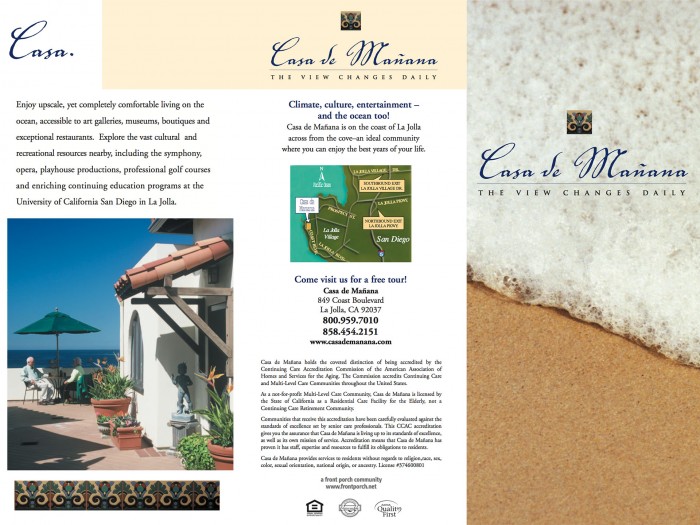 Casa.
Enjoy upscale, yet completely comfortable living on the
ocean, accessible to art galleries, museums, boutiques and
exceptional restaurants. Explore the vast cultural and
recreational resources nearby, including the symphony,
opera, playhouse productions, professional golf courses
and enriching continuing education programs at the
University of California San Diego in La Jolla.
Casa de Mañana
THE VIEW CHANGES DAILY
Climate, culture, entertainment –
and the ocean too!
Casa de Mañana is on the coast of La Jolla
across from the cove–an ideal community
where you can enjoy the best years of your life.
N
Pacific Ocean
LA JOLLA VILLAGE DR.
SOUTHBOUND EXIT
LA JOLLA VILLAGE DR.
LA JOLLA PKWY.
Casa de
Manana
PROSPECT ST.
NORTHBOUND EXIT
LA JOLLA PKWY.
La Jolla
Village
San Diego
LA JOLLA BLVD.
Come visit us for a free tour!
Casa de Mañana
849 Coast Boulevard
La Jolla, CA 92037
800.959.7010
858.454.2151
www.casademanana.com
Casa de Mañana holds the coveted distinction of being accredited by the
Continuing Care Accreditation Commission of the American Association of
Homes and Services for the Aging. The Commission accredits Continuing Care
and Multi-Level Care Communities throughout the United States.
As a not-for-profit Multi-Level Care Community, Casa de Mañana is licensed by
the State of California as a Residential Care Facility for the Elderly, not a
Continuing Care Retirement Community.
Communities that receive this accreditation have been carefully evaluated against the
standards of excellence set by senior care professionals. This CCAC accreditation
gives you the assurance that Casa de Mañana is living up to its standards of excellence,
as well as its own mission of service. Accreditation means that Casa de Mañana has
proven it has staff, expertise and resources to fulfill its obligations to residents.
Casa de Mañana provides services to residents without regards to religion,race, sex,
color, sexual orientation, national origin, or ancestry. License #374600801
a front porch community
www.frontporch.net
Quality
First
Casa de Mañana
THE VIEW CHANGES DAILY